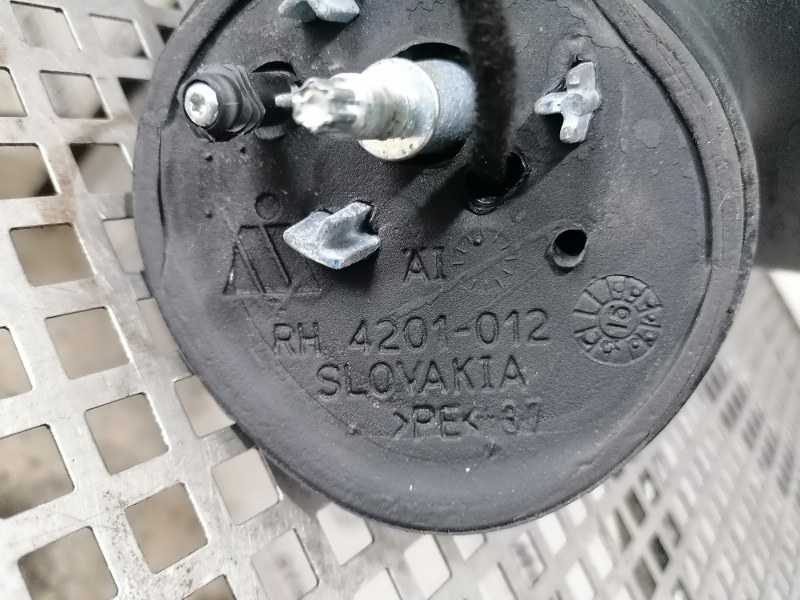 AI
RH 4201-012
SLOVAKIA
>PE< 37